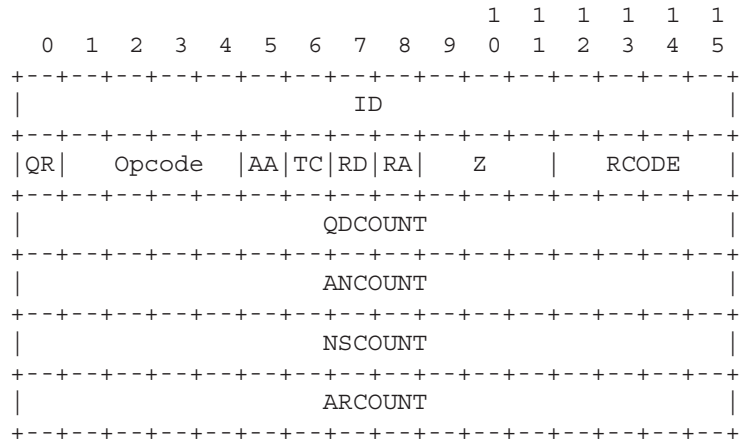 1  1  1  1  1  1
  0  1  2  3  4  5  6  7  8  9  0  1  2  3  4  5
+--+--+--+--+--+--+--+--+--+--+--+--+--+--+--+--+
|                      ID                       |
+--+--+--+--+--+--+--+--+--+--+--+--+--+--+--+--+
|QR|   Opcode  |AA|TC|RD|RA|   Z    |   RCODE   |
+--+--+--+--+--+--+--+--+--+--+--+--+--+--+--+--+
|                    QDCOUNT                    |
+--+--+--+--+--+--+--+--+--+--+--+--+--+--+--+--+
|                    ANCOUNT                    |
+--+--+--+--+--+--+--+--+--+--+--+--+--+--+--+--+
|                    NSCOUNT                    |
+--+--+--+--+--+--+--+--+--+--+--+--+--+--+--+--+
|                    ARCOUNT                    |
+--+--+--+--+--+--+--+--+--+--+--+--+--+--+--+--+